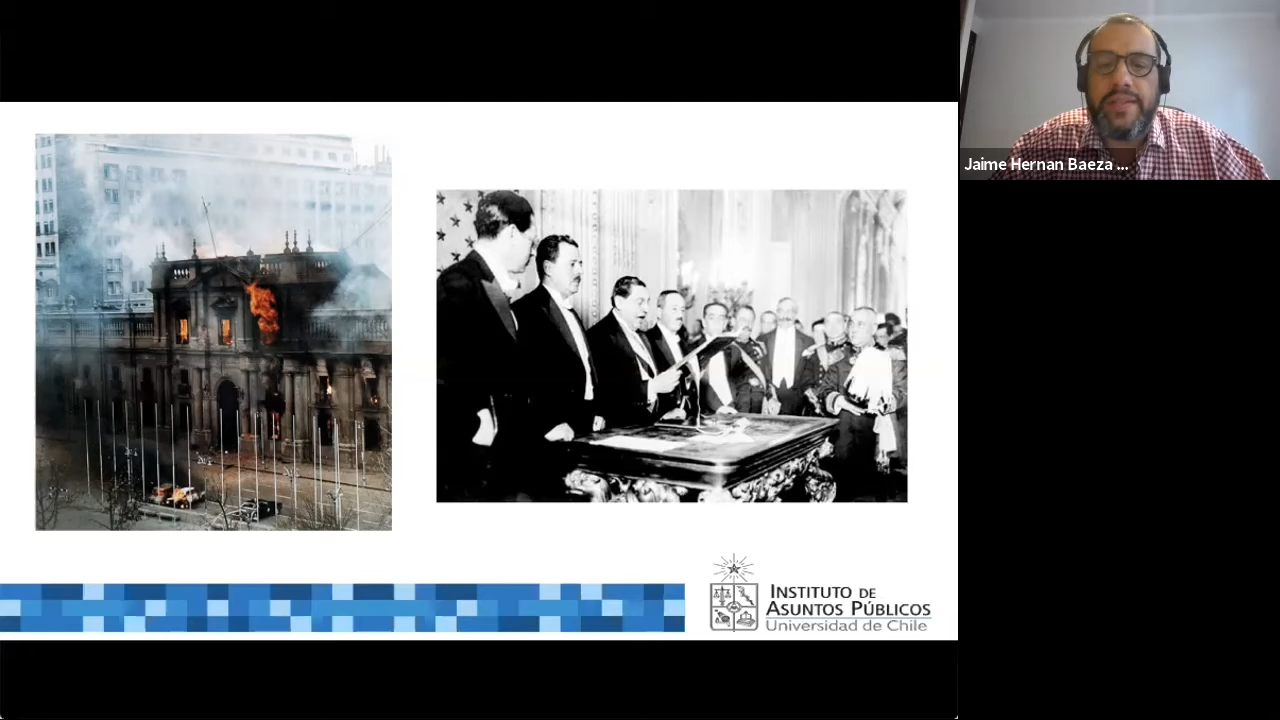 Jaime Hernan Baeza ...
INSTITUTO DE
ASUNTOS PÚBLICOS
Universidad de Chile